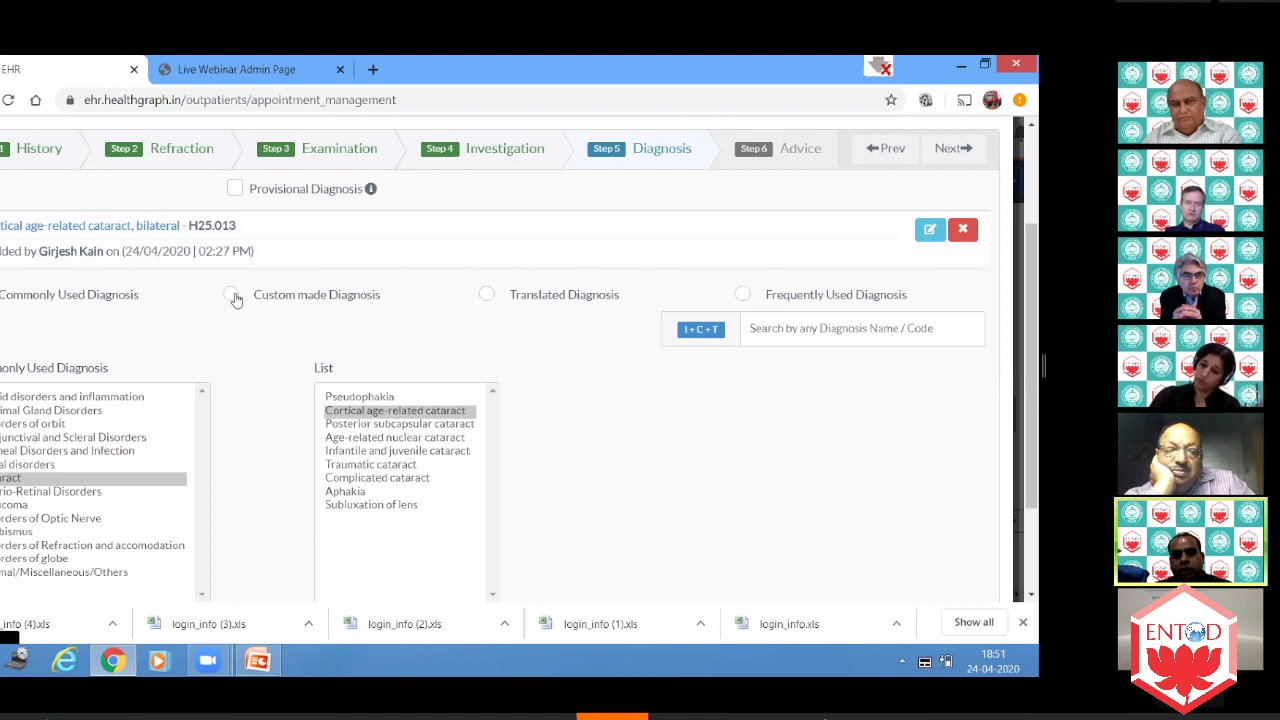 EHR
Live Webinar Admin Page
ehr.healthgraph.in/outpatients/appointment_management
1 History
Step 2 Refraction
Step 3 Examination
Step 4 Investigation
Step 5 Diagnosis
Step 6 Advice
Prev
Next
Provisional Diagnosis
tical age-related cataract, bilateral - H25.013
dded by Girjesh Kain on (24/04/2020 | 02:27 PM)
Commonly Used Diagnosis
Custom made Diagnosis
Translated Diagnosis
Frequently Used Diagnosis
I + C + T
Search by any Diagnosis Name / Code
monly Used Diagnosis
id disorders and inflammation
imal Gland Disorders
rders of orbit
junctival and Scleral Disorders
neal Disorders and Infection
al disorders
aract
rio-Retinal Disorders
ucoma
orders of Optic Nerve
bismus
rders of Refraction and accomodation
rders of globe
mal/Miscellaneous/Others
List
Pseudophakia
Cortical age-related cataract
Posterior subcapsular cataract
Age-related nuclear cataract
Infantile and juvenile cataract
Traumatic cataract
Complicated cataract
Aphakia
Subluxation of lens
_info (4).xls
login_info (3).xls
login_info (2).xls
login_info (1).xls
login_info.xls
Show all
18:51
24-04-2020
ENTOD